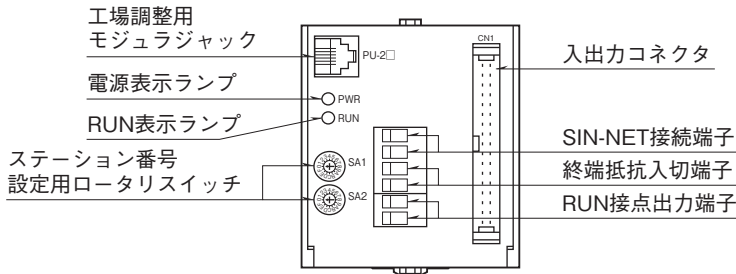 工場調整用
モジュラジャック
電源表示ランプ
RUN表示ランプ
ステーション番号
設定用ロータリスイッチ
PU-2□
PWR
RUN
SA1
SA2
CN1
入出力コネクタ
SIN-NET接続端子
終端抵抗入切端子
RUN接点出力端子